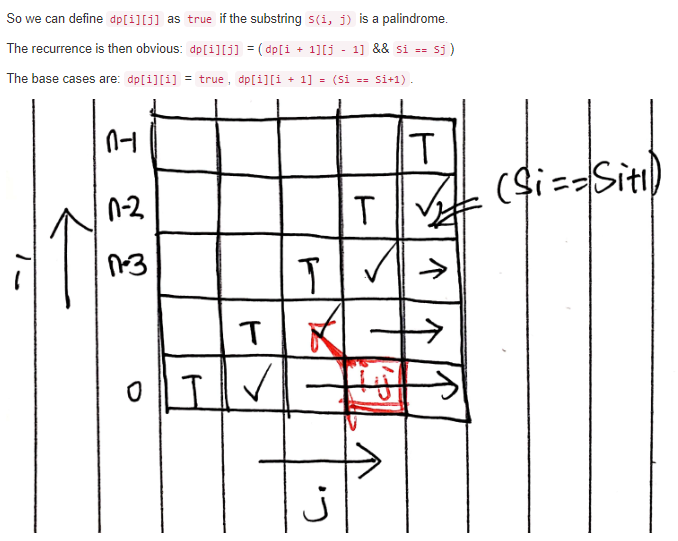 So we can define dp[i][j] as true if the substring S(i, j) is a palindrome.
The recurrence is then obvious: dp[i][j] = ( dp[i + 1][j - 1] && Si == Sj )
The base cases are: dp[i][i] = true , dp[i][i + 1] = (Si == Si+1) .
n-1 T
(Si==Si+1)
n-2 T ✓
i n-3 T ✓ →
T ✓ →
0 T ✓ i j →
j